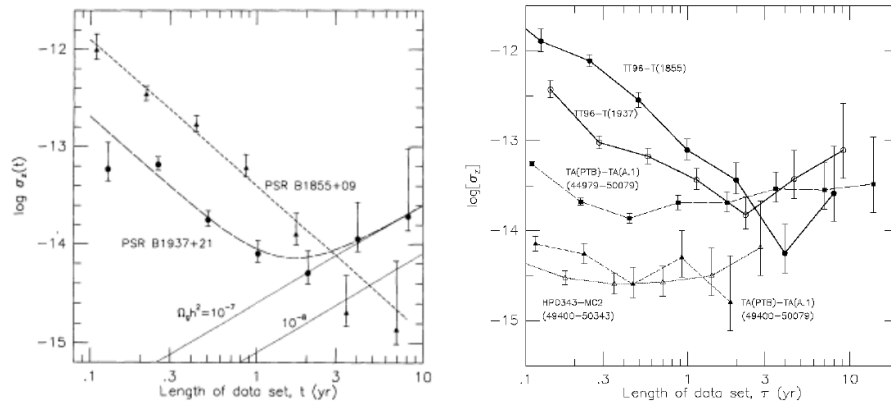 -12
-13
-14
-15
log σz(t)
PSR B1855+09
PSR B1937+21
Ωgh²=10⁻⁷
10⁻⁸
.1
.3
1
3
10
Length of data set, t (yr)
-12
-13
-14
-15
log[σz]
TT96-T(1855)
TT96-T(1937)
TA(PTB)-TA(A.1)
(44979-50079)
HPD343-MC2
(49400-50343)
TA(PTB)-TA(A.1)
(49400-50079)
.1
.3
1
3
10
Length of data set, τ (yr)